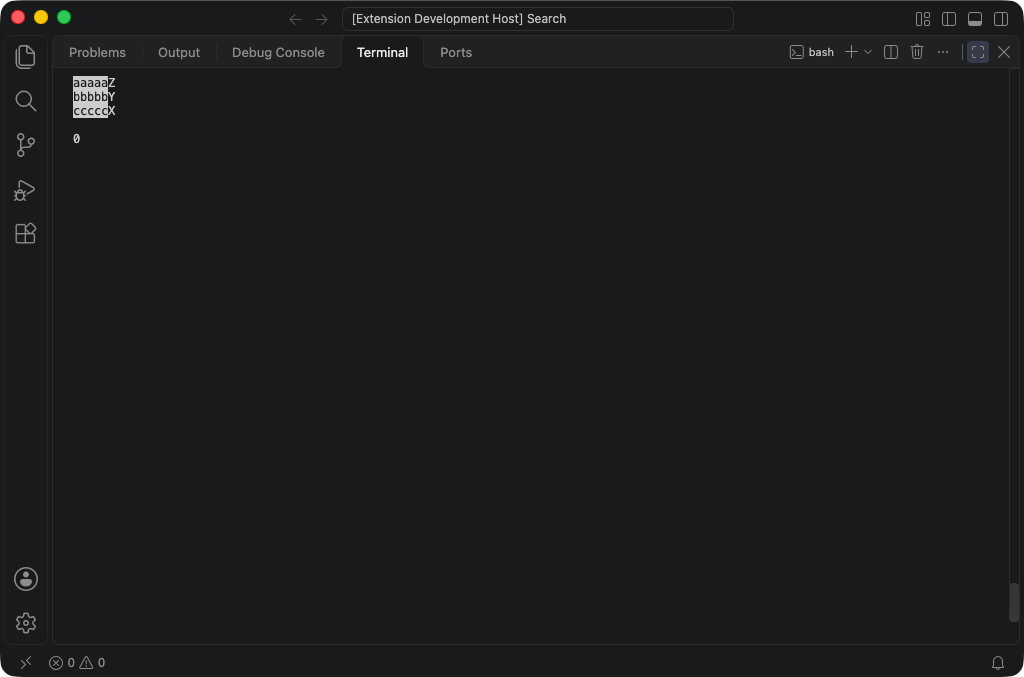 [Extension Development Host] Search
Problems Output Debug Console Terminal Ports bash
aaaaaZ
bbbbbY
cccccX
0
0 0